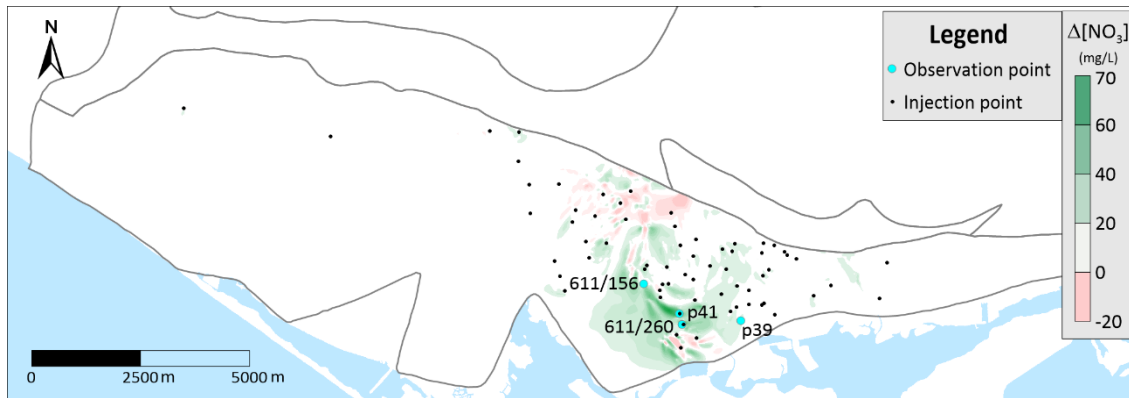 N
Legend
Observation point
Injection point
Δ[NO₃]
(mg/L)
70
60
40
20
0
-20
611/156
p41
611/260
p39
0 2500 m 5000 m